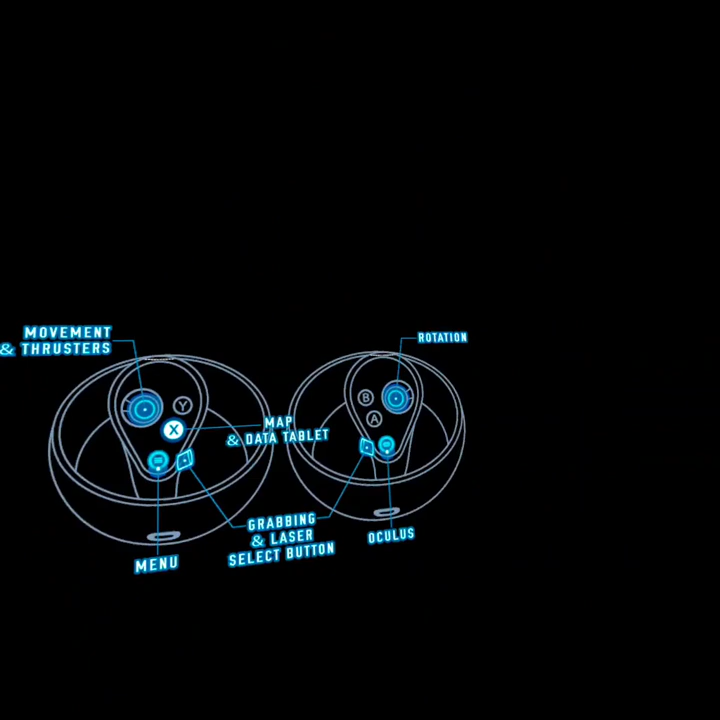 MOVEMENT
& THRUSTERS
ROTATION
Y
B
A
X
MAP
& DATA TABLET
GRABBING
& LASER
SELECT BUTTON
MENU
OCULUS